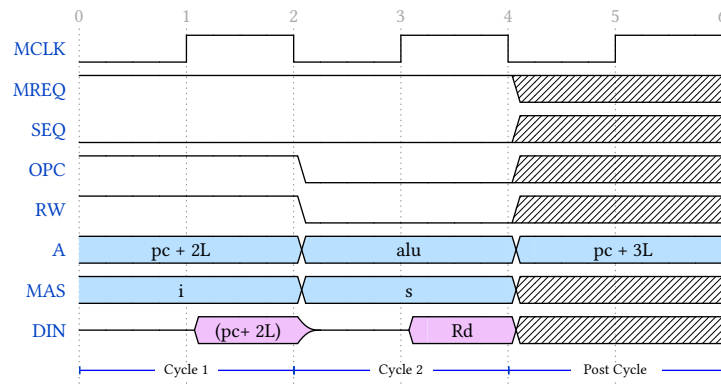 0 1 2 3 4 5 6
MCLK
MREQ
SEQ
OPC
RW
A pc + 2L alu pc + 3L
MAS i s
DIN (pc+ 2L) Rd
Cycle 1 Cycle 2 Post Cycle